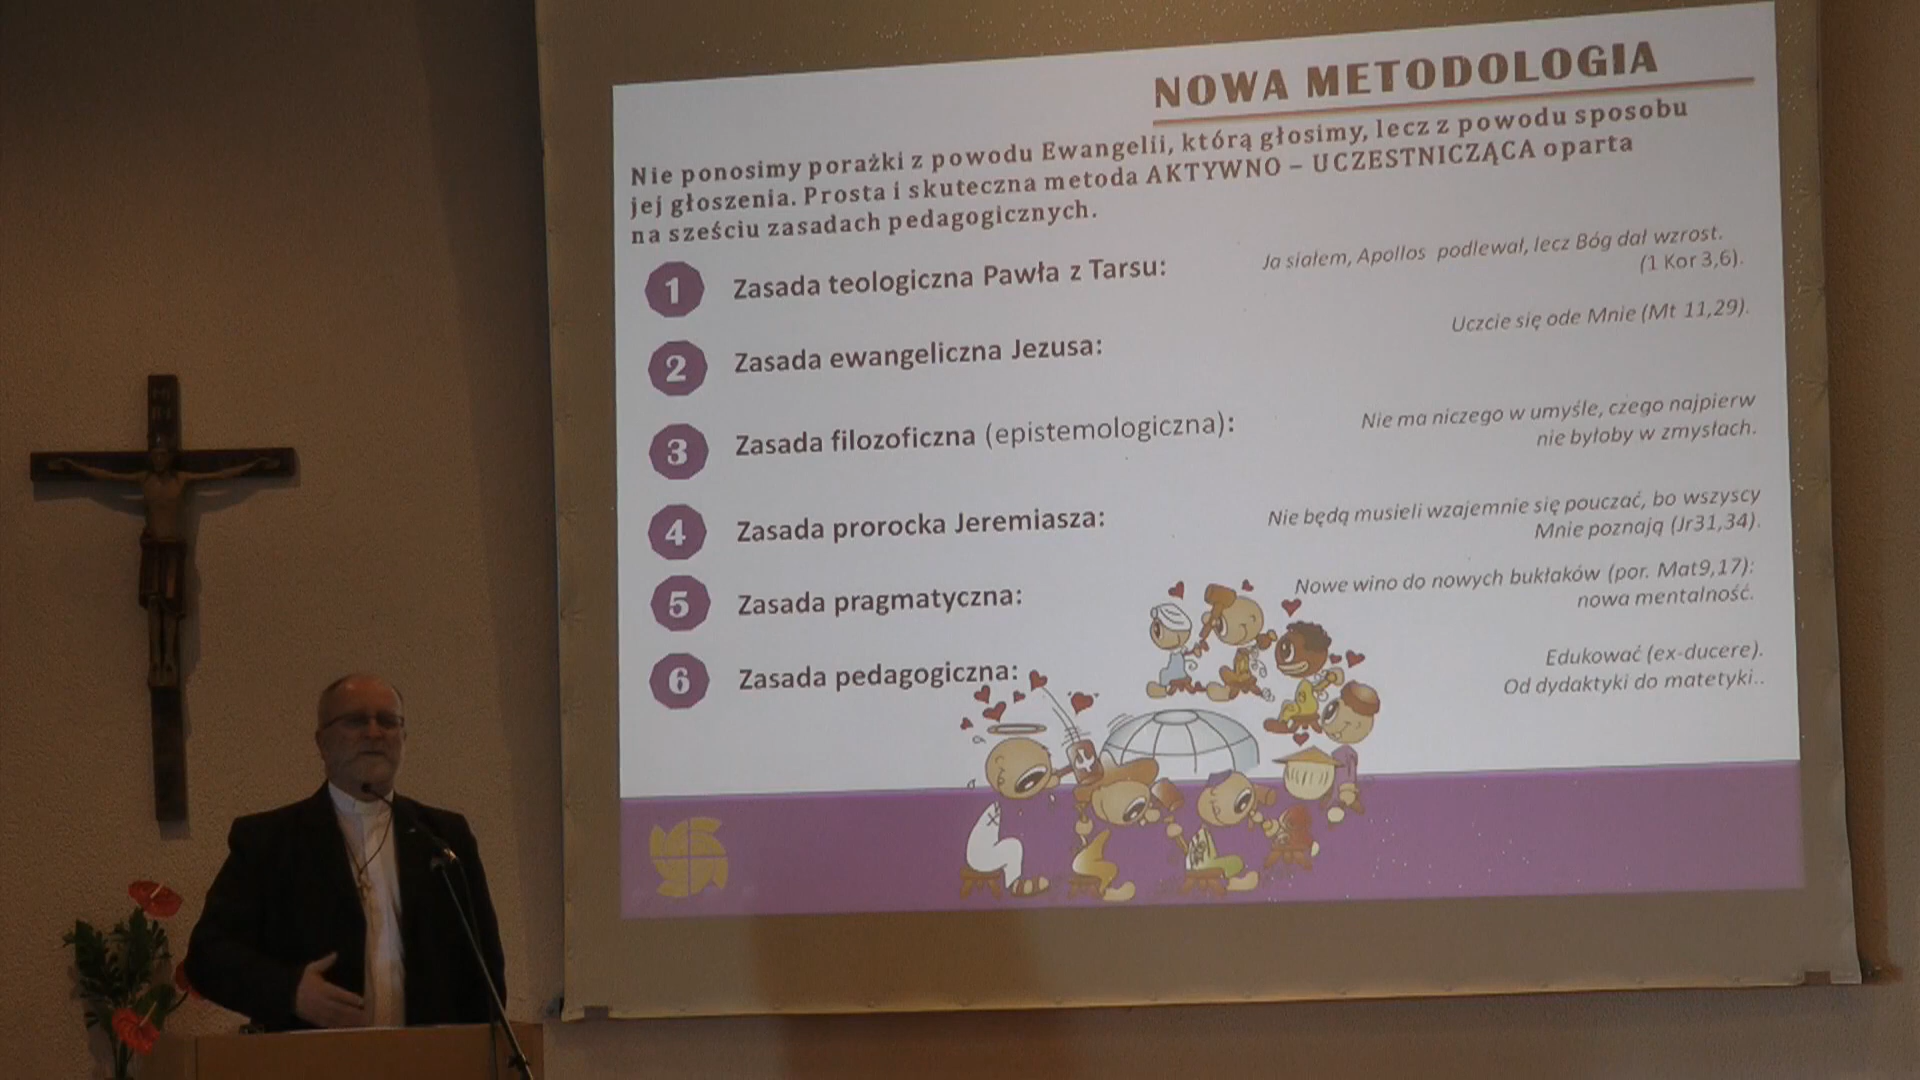 NOWA METODOLOGIA
Nie ponosimy porażki z powodu Ewangelii, którą głosimy, lecz z powodu sposobu
jej głoszenia. Prosta i skuteczna metoda AKTYWNO – UCZESTNICZĄCA oparta
na sześciu zasadach pedagogicznych.
1 Zasada teologiczna Pawła z Tarsu:
Ja siałem, Apollos podlewał, lecz Bóg dał wzrost.
(1 Kor 3,6).
2 Zasada ewangeliczna Jezusa:
Uczcie się ode Mnie (Mt 11,29).
3 Zasada filozoficzna (epistemologiczna):
Nie ma niczego w umyśle, czego najpierw
nie byłoby w zmysłach.
4 Zasada prorocka Jeremiasza:
Nie będą musieli wzajemnie się pouczać, bo wszyscy
Mnie poznają (Jr31,34).
5 Zasada pragmatyczna:
Nowe wino do nowych bukłaków (por. Mat9,17):
nowa mentalność.
6 Zasada pedagogiczna:
Edukować (ex-ducere).
Od dydaktyki do matetyki..